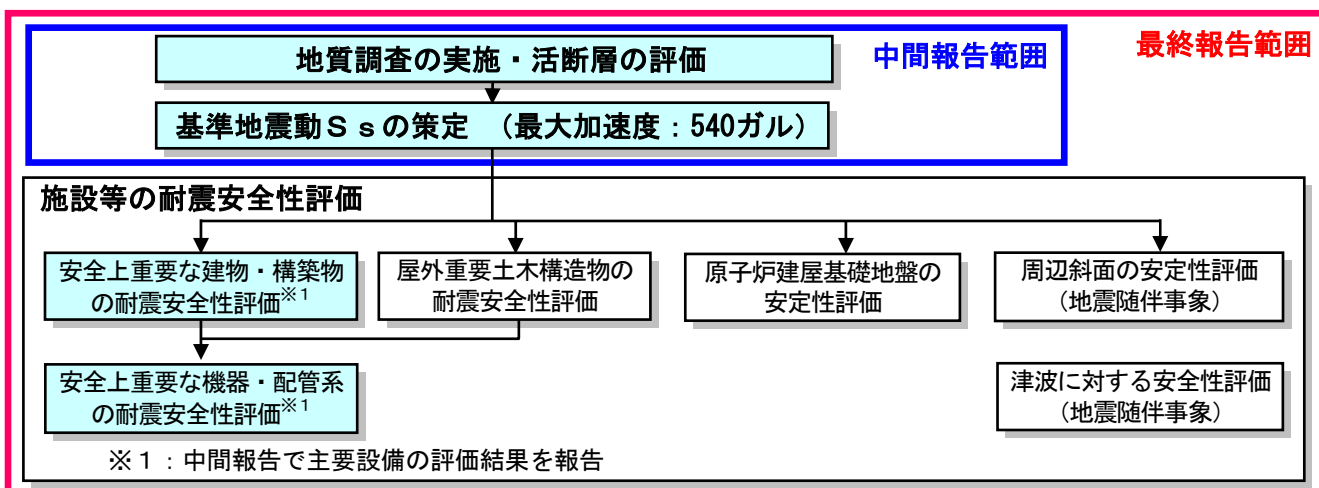 最終報告範囲
中間報告範囲
地質調査の実施・活断層の評価
基準地震動Ｓｓの策定　（最大加速度：540ガル）
施設等の耐震安全性評価
安全上重要な建物・構築物
の耐震安全性評価※1
屋外重要土木構造物の
耐震安全性評価
原子炉建屋基礎地盤の
安定性評価
周辺斜面の安定性評価
（地震随伴事象）
安全上重要な機器・配管系
の耐震安全性評価※1
津波に対する安全性評価
（地震随伴事象）
※１：中間報告で主要設備の評価結果を報告